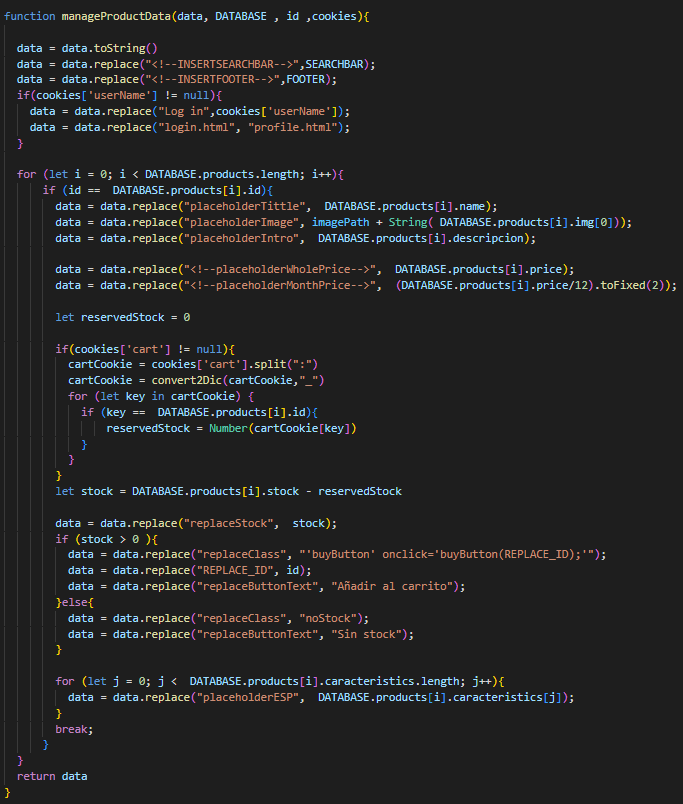 function manageProductData(data, DATABASE , id ,cookies){
data = data.toString()
data = data.replace("<!--INSERTSEARCHBAR-->",SEARCHBAR);
data = data.replace("<!--INSERTFOOTER-->",FOOTER);
if(cookies['userName'] != null){
data = data.replace("Log in",cookies['userName']);
data = data.replace("login.html", "profile.html");
}
for (let i = 0; i < DATABASE.products.length; i++){
if (id ==  DATABASE.products[i].id){
data = data.replace("placeholderTittle",  DATABASE.products[i].name);
data = data.replace("placeholderImage", imagePath + String( DATABASE.products[i].img[0]));
data = data.replace("placeholderIntro",  DATABASE.products[i].descripcion);
data = data.replace("<!--placeholderWholePrice-->",  DATABASE.products[i].price);
data = data.replace("<!--placeholderMonthPrice-->",  (DATABASE.products[i].price/12).toFixed(2));
let reservedStock = 0
if(cookies['cart'] != null){
cartCookie = cookies['cart'].split(":")
cartCookie = convert2Dic(cartCookie,"_")
for (let key in cartCookie) {
if (key ==  DATABASE.products[i].id){
reservedStock = Number(cartCookie[key])
}
}
}
let stock = DATABASE.products[i].stock - reservedStock
data = data.replace("replaceStock",  stock);
if (stock > 0 ){
data = data.replace("replaceClass", "'buyButton' onclick='buyButton(REPLACE_ID);'");
data = data.replace("REPLACE_ID", id);
data = data.replace("replaceButtonText", "Añadir al carrito");
}else{
data = data.replace("replaceClass", "noStock");
data = data.replace("replaceButtonText", "Sin stock");
}
for (let j = 0; j <  DATABASE.products[i].caracteristics.length; j++){
data = data.replace("placeholderESP",  DATABASE.products[i].caracteristics[j]);
}
break;
}
}
return data
}